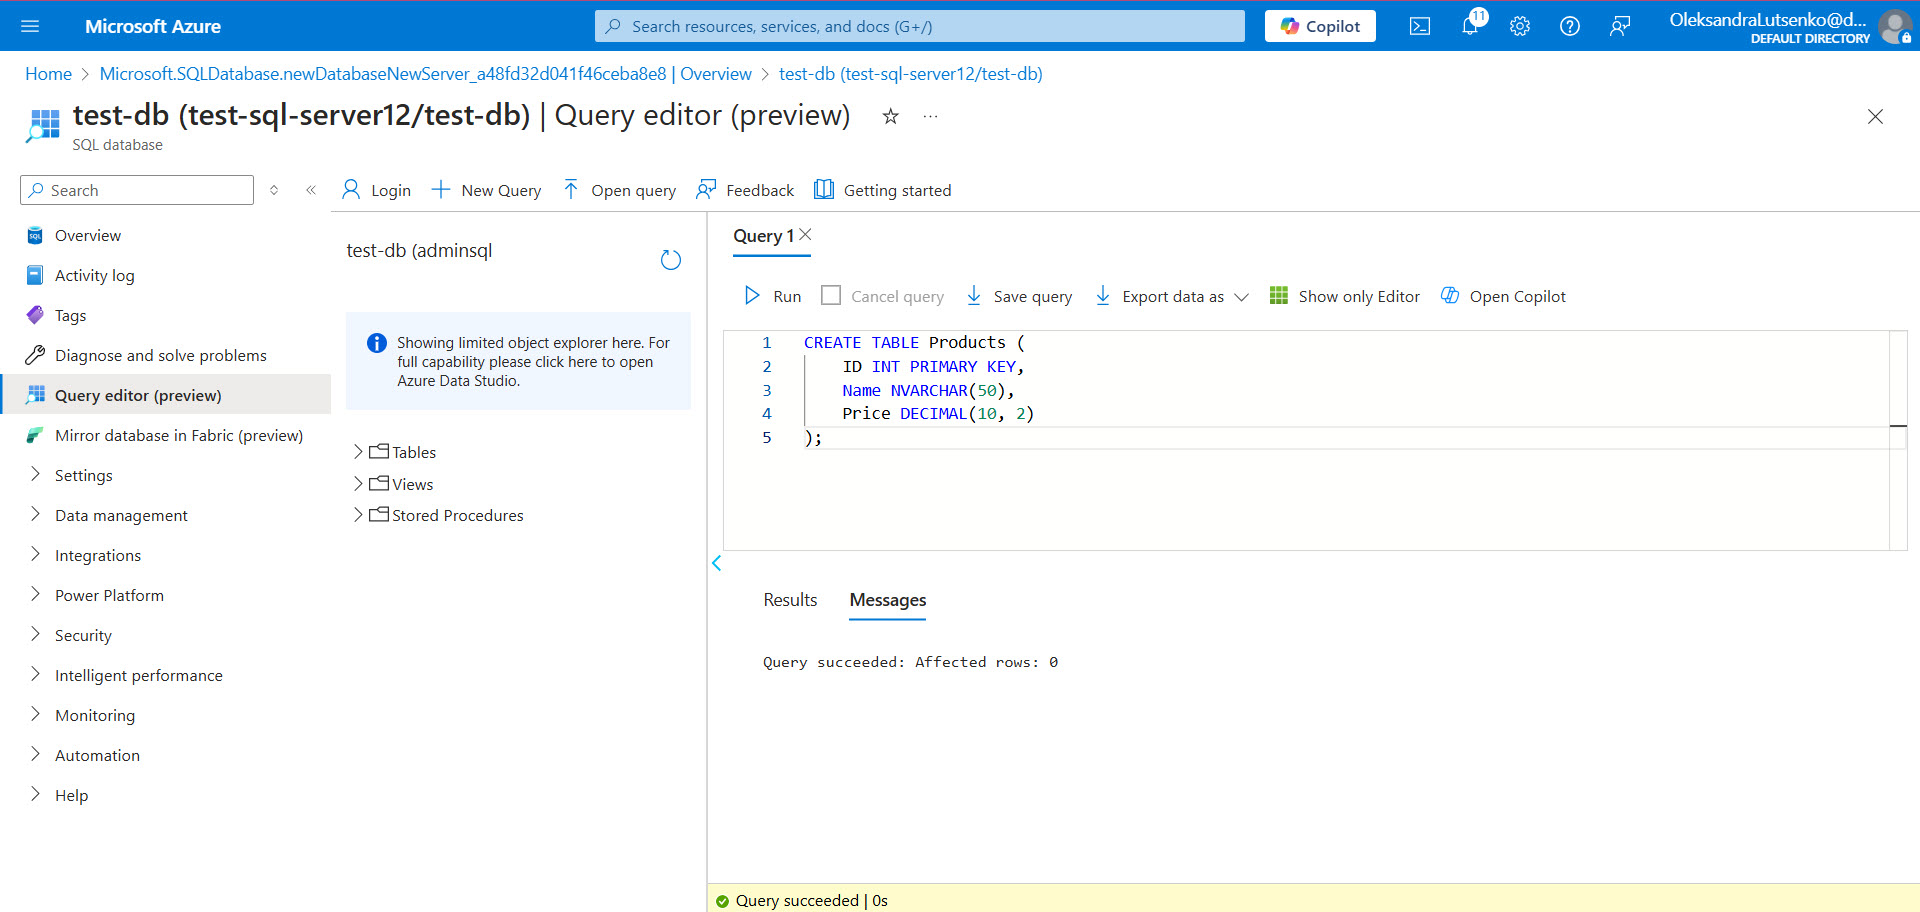 Microsoft Azure
Search resources, services, and docs (G+/)
Copilot
11
OleksandraLutsenko@d...
DEFAULT DIRECTORY
Home > Microsoft.SQLDatabase.newDatabaseNewServer_a48fd32d041f46ceba8e8 | Overview > test-db (test-sql-server12/test-db)
test-db (test-sql-server12/test-db) | Query editor (preview)
SQL database
Search
Login
New Query
Open query
Feedback
Getting started
Overview
Activity log
Tags
Diagnose and solve problems
Query editor (preview)
Mirror database in Fabric (preview)
Settings
Data management
Integrations
Power Platform
Security
Intelligent performance
Monitoring
Automation
Help
test-db (adminsql
Showing limited object explorer here. For
full capability please click here to open
Azure Data Studio.
Tables
Views
Stored Procedures
Query 1
Run
Cancel query
Save query
Export data as
Show only Editor
Open Copilot
1 CREATE TABLE Products (
2 ID INT PRIMARY KEY,
3 Name NVARCHAR(50),
4 Price DECIMAL(10, 2)
5 );
Results
Messages
Query succeeded: Affected rows: 0
Query succeeded | 0s